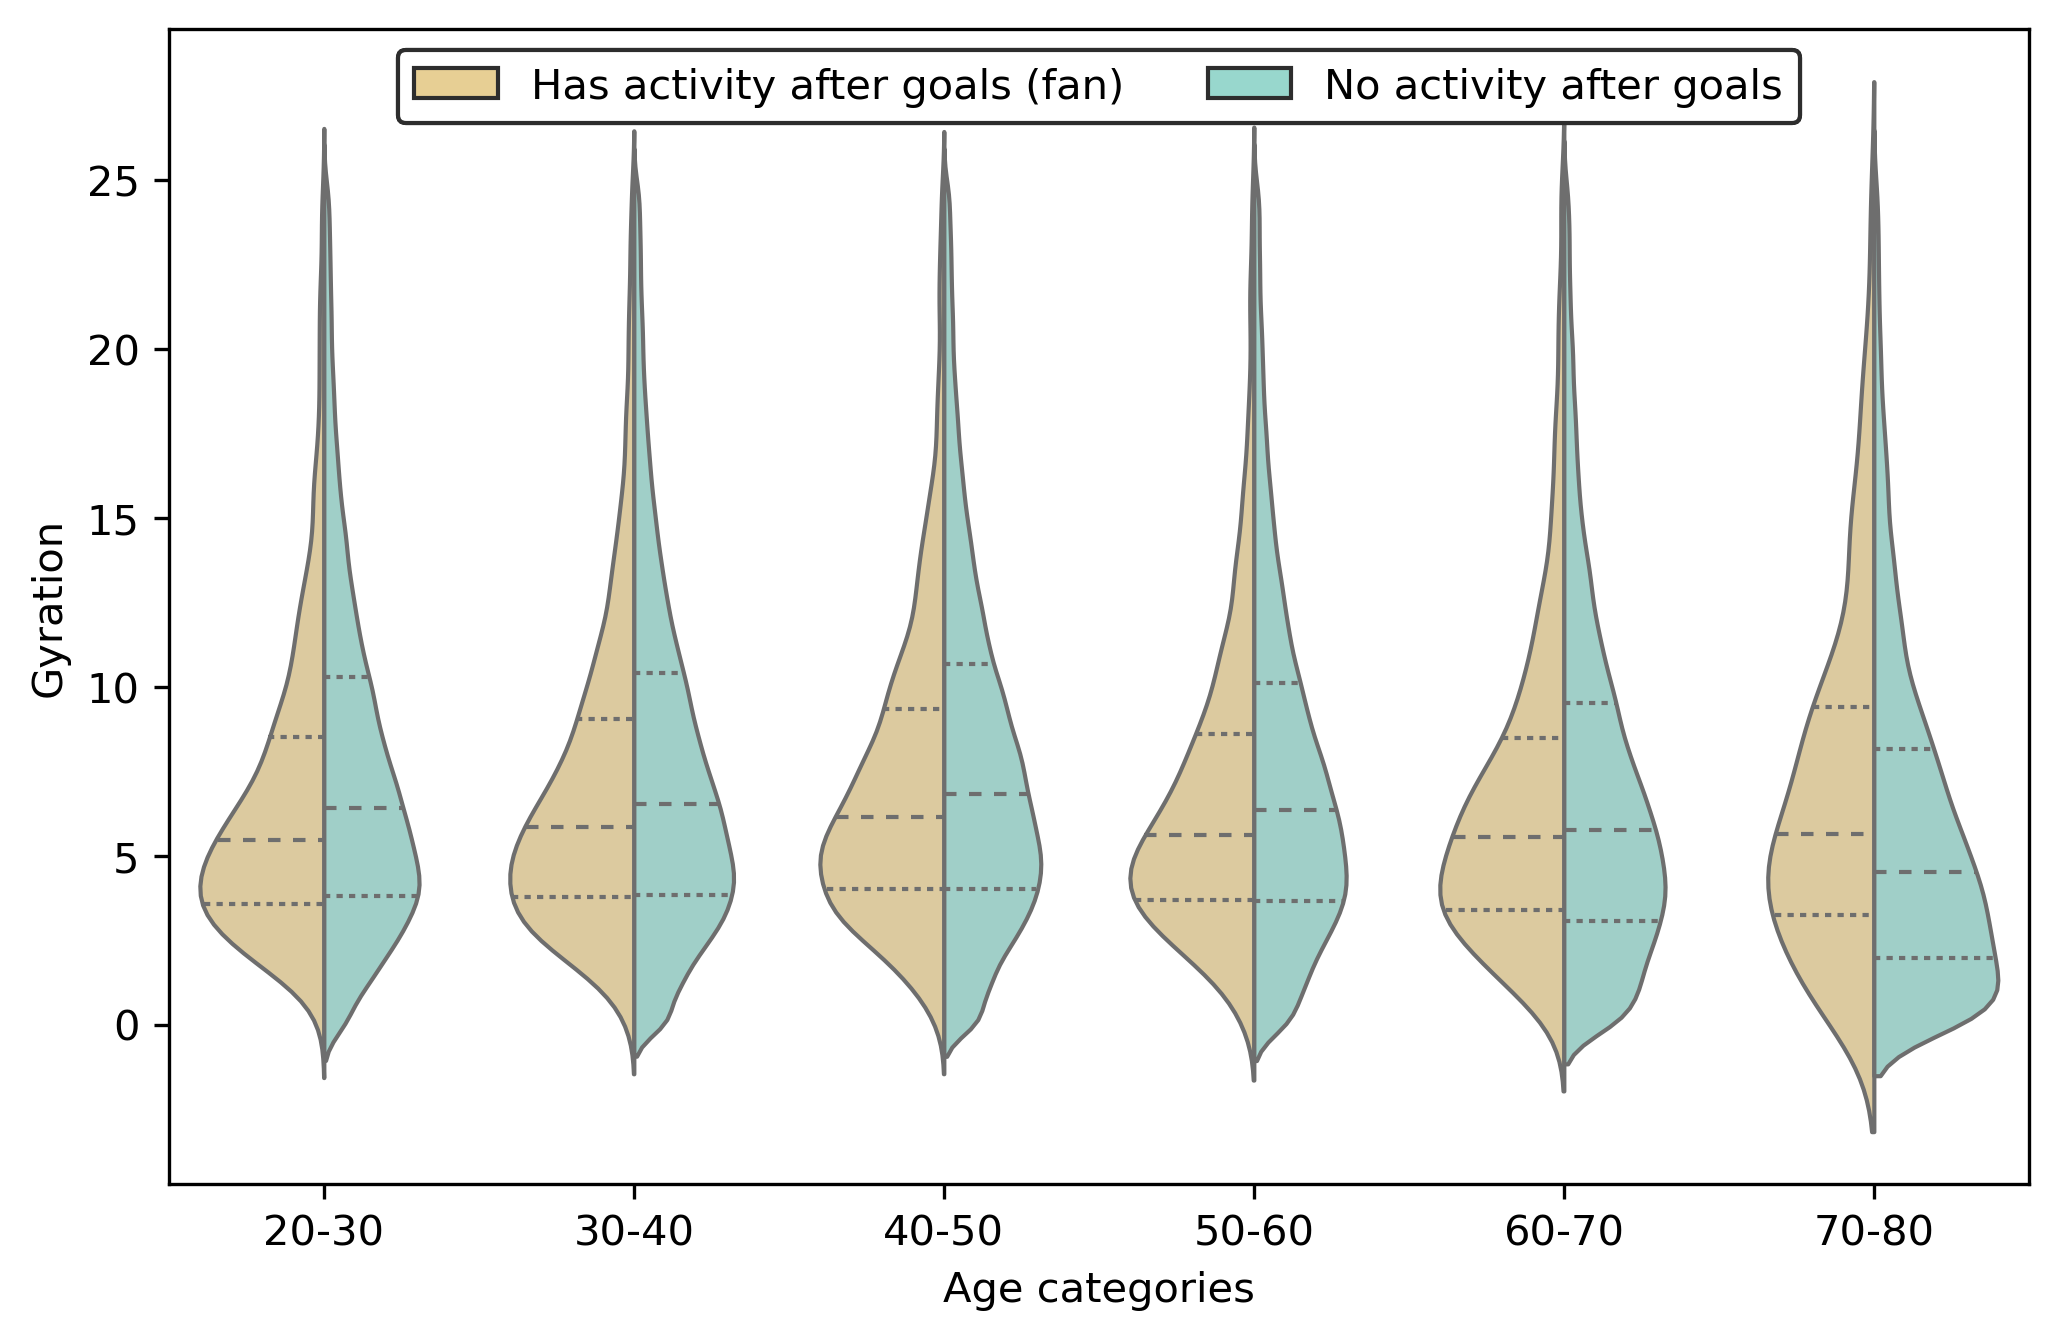 Has activity after goals (fan) No activity after goals
25
20
15
10
5
0
Gyration
20-30 30-40 40-50 50-60 60-70 70-80
Age categories